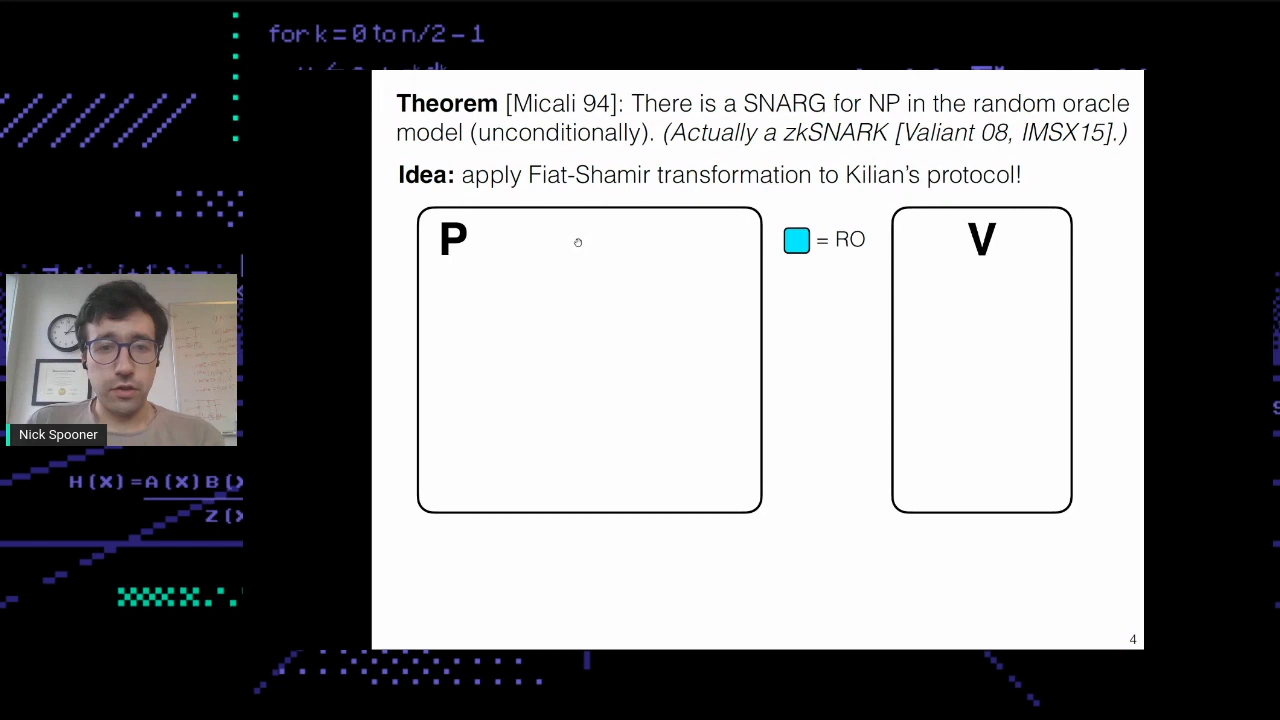 for k = 0 to n/2 - 1
Theorem [Micali 94]: There is a SNARG for NP in the random oracle
model (unconditionally). (Actually a zkSNARK [Valiant 08, IMSX15].)
Idea: apply Fiat-Shamir transformation to Kilian's protocol!
P
= RO
V
Nick Spooner
H(X)=A(X)B(X
Z(X
4